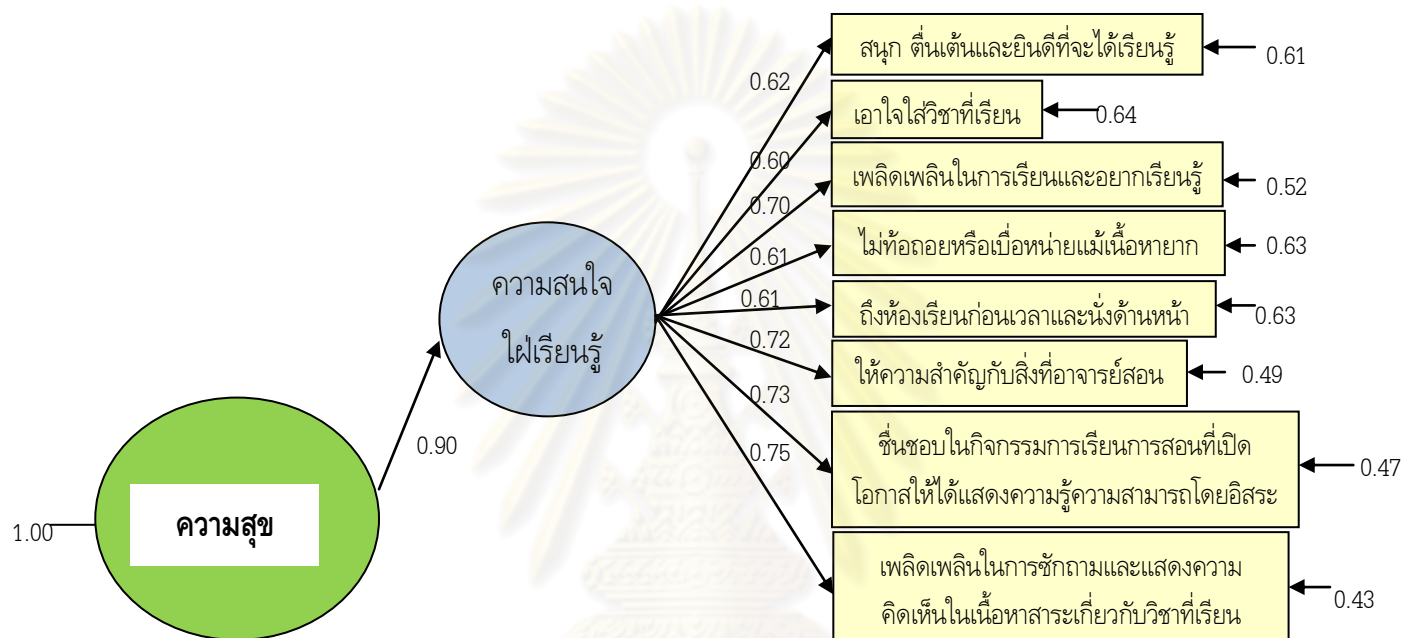 สนุก ตื่นเต้นและยินดีที่จะได้เรียนรู้
0.61
0.62
เอาใจใส่วิชาที่เรียน
0.64
0.60
เพลิดเพลินในการเรียนและอยากเรียนรู้
0.52
0.70
ไม่ท้อถอยหรือเบื่อหน่ายแม้เนื้อหายาก
0.63
0.61
ความสนใจ
ใฝ่เรียนรู้
0.61
ถึงห้องเรียนก่อนเวลาและนั่งด้านหน้า
0.63
0.72
ให้ความสำคัญกับสิ่งที่อาจารย์สอน
0.49
0.73
ชื่นชอบในกิจกรรมการเรียนการสอนที่เปิด
โอกาสให้ได้แสดงความรู้ความสามารถโดยอิสระ
0.47
0.90
0.75
1.00
ความสุข
เพลิดเพลินในการซักถามและแสดงความ
คิดเห็นในเนื้อหาสาระเกี่ยวกับวิชาที่เรียน
0.43